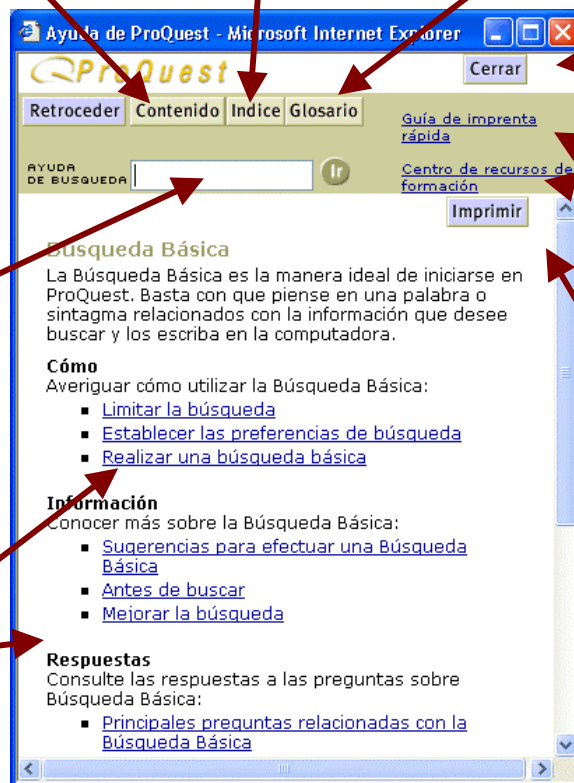 Ayuda de ProQuest - Microsoft Internet Explorer
ProQuest
Cerrar
Retroceder Contenido Indice Glosario
Guía de imprenta
rápida
AYUDA
DE BUSQUEDA
Ir
Centro de recursos de
formación
Imprimir
Búsqueda Básica
La Búsqueda Básica es la manera ideal de iniciarse en
ProQuest. Basta con que piense en una palabra o
sintagma relacionados con la información que desee
buscar y los escriba en la computadora.
Cómo
Averiguar cómo utilizar la Búsqueda Básica:
Limitar la búsqueda
Establecer las preferencias de búsqueda
Realizar una búsqueda básica
Información
Conocer más sobre la Búsqueda Básica:
Sugerencias para efectuar una Búsqueda
Básica
Antes de buscar
Mejorar la búsqueda
Respuestas
Consulte las respuestas a las preguntas sobre
Búsqueda Básica:
Principales preguntas relacionadas con la
Búsqueda Básica